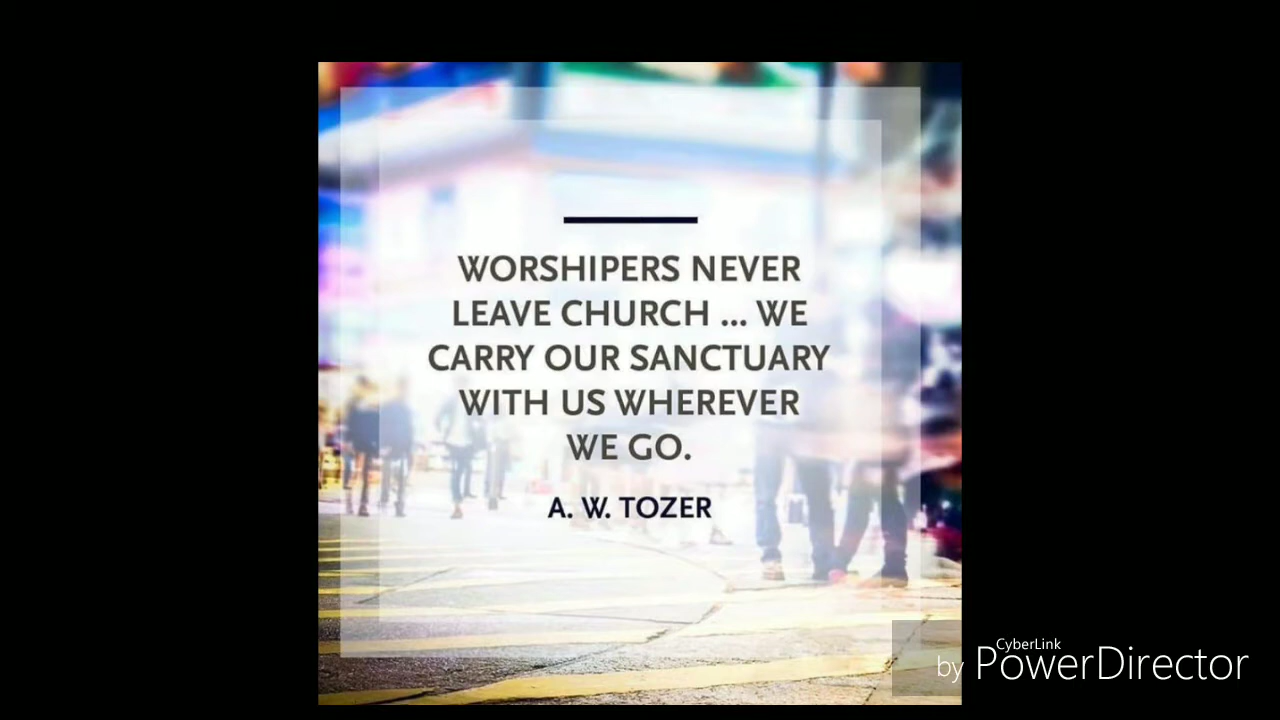 WORSHIPERS NEVER
LEAVE CHURCH ... WE
CARRY OUR SANCTUARY
WITH US WHEREVER
WE GO.
A. W. TOZER
CyberLink
by PowerDirector